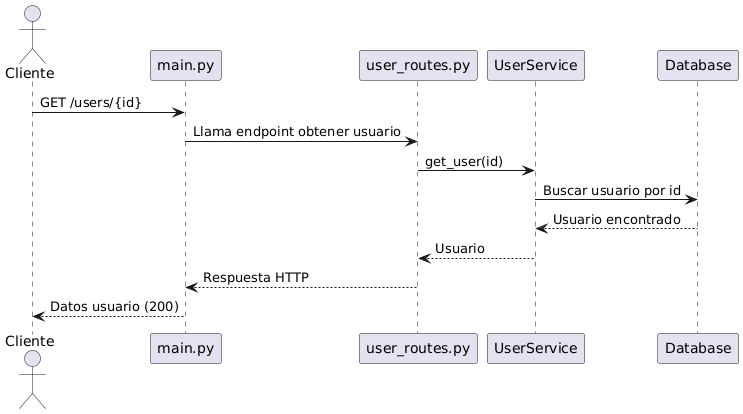 Cliente
main.py
user_routes.py
UserService
Database
GET /users/{id}
Llama endpoint obtener usuario
get_user(id)
Buscar usuario por id
Usuario encontrado
Usuario
Respuesta HTTP
Datos usuario (200)
Cliente
main.py
user_routes.py
UserService
Database